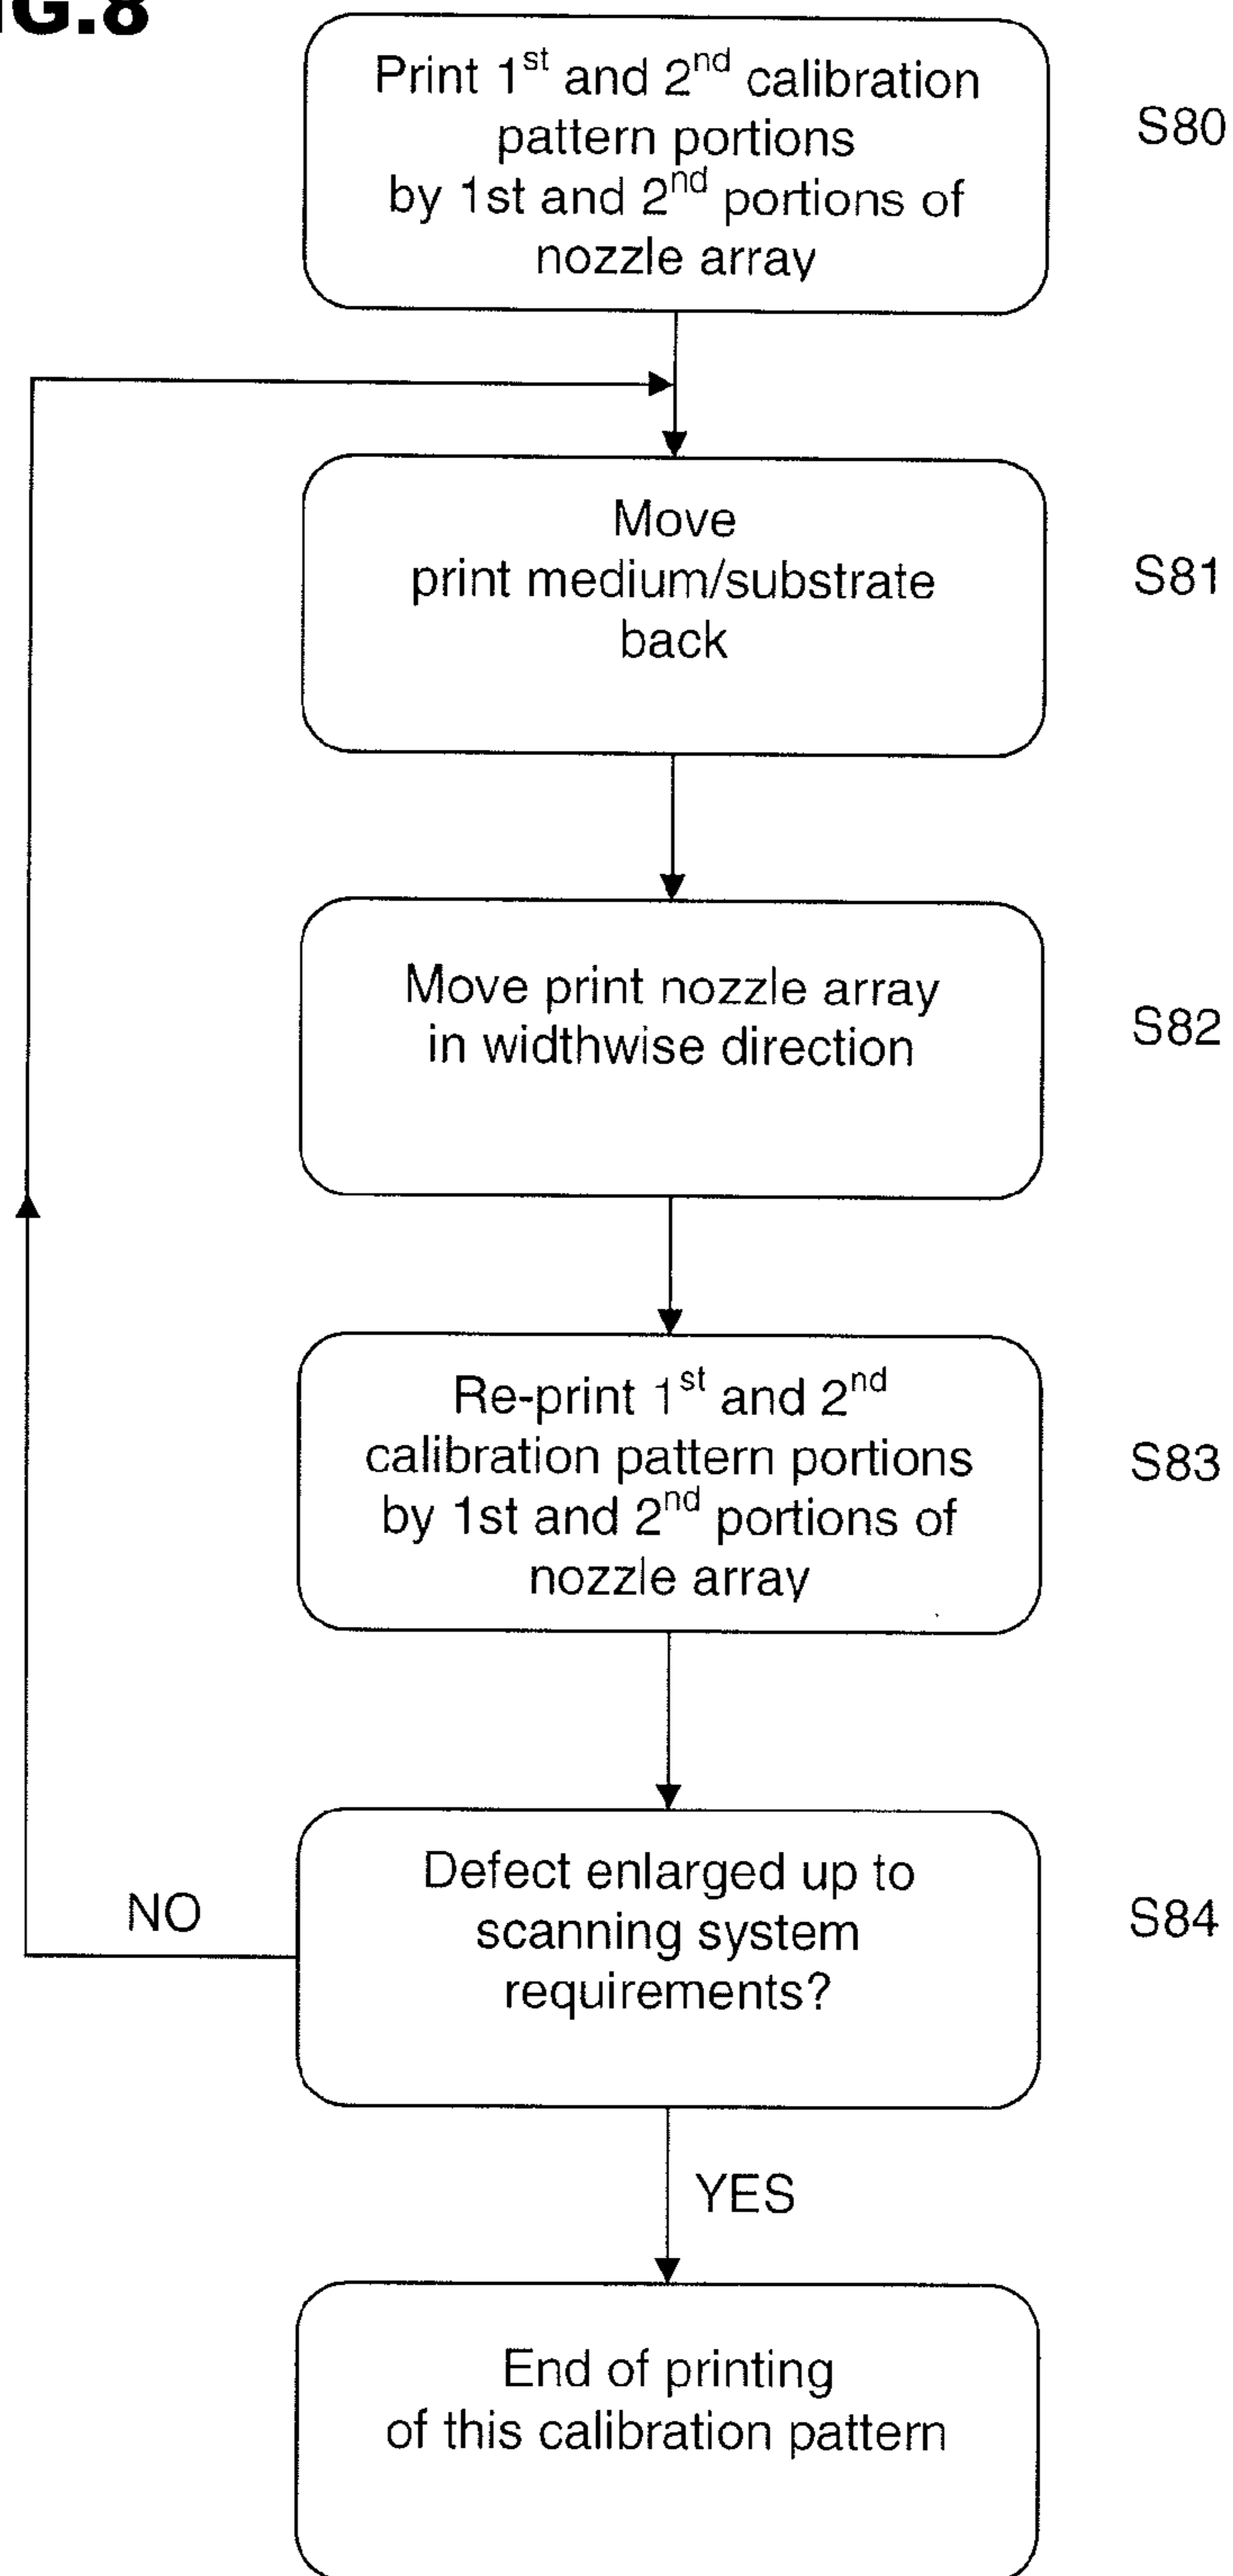 IG.8
Print 1st and 2nd calibration
pattern portions
by 1st and 2nd portions of
nozzle array
S80
Move
print medium/substrate
back
S81
Move print nozzle array
in widthwise direction
S82
Re-print 1st and 2nd
calibration pattern portions
by 1st and 2nd portions of
nozzle array
S83
Defect enlarged up to
scanning system
requirements?
S84
NO
YES
End of printing
of this calibration pattern